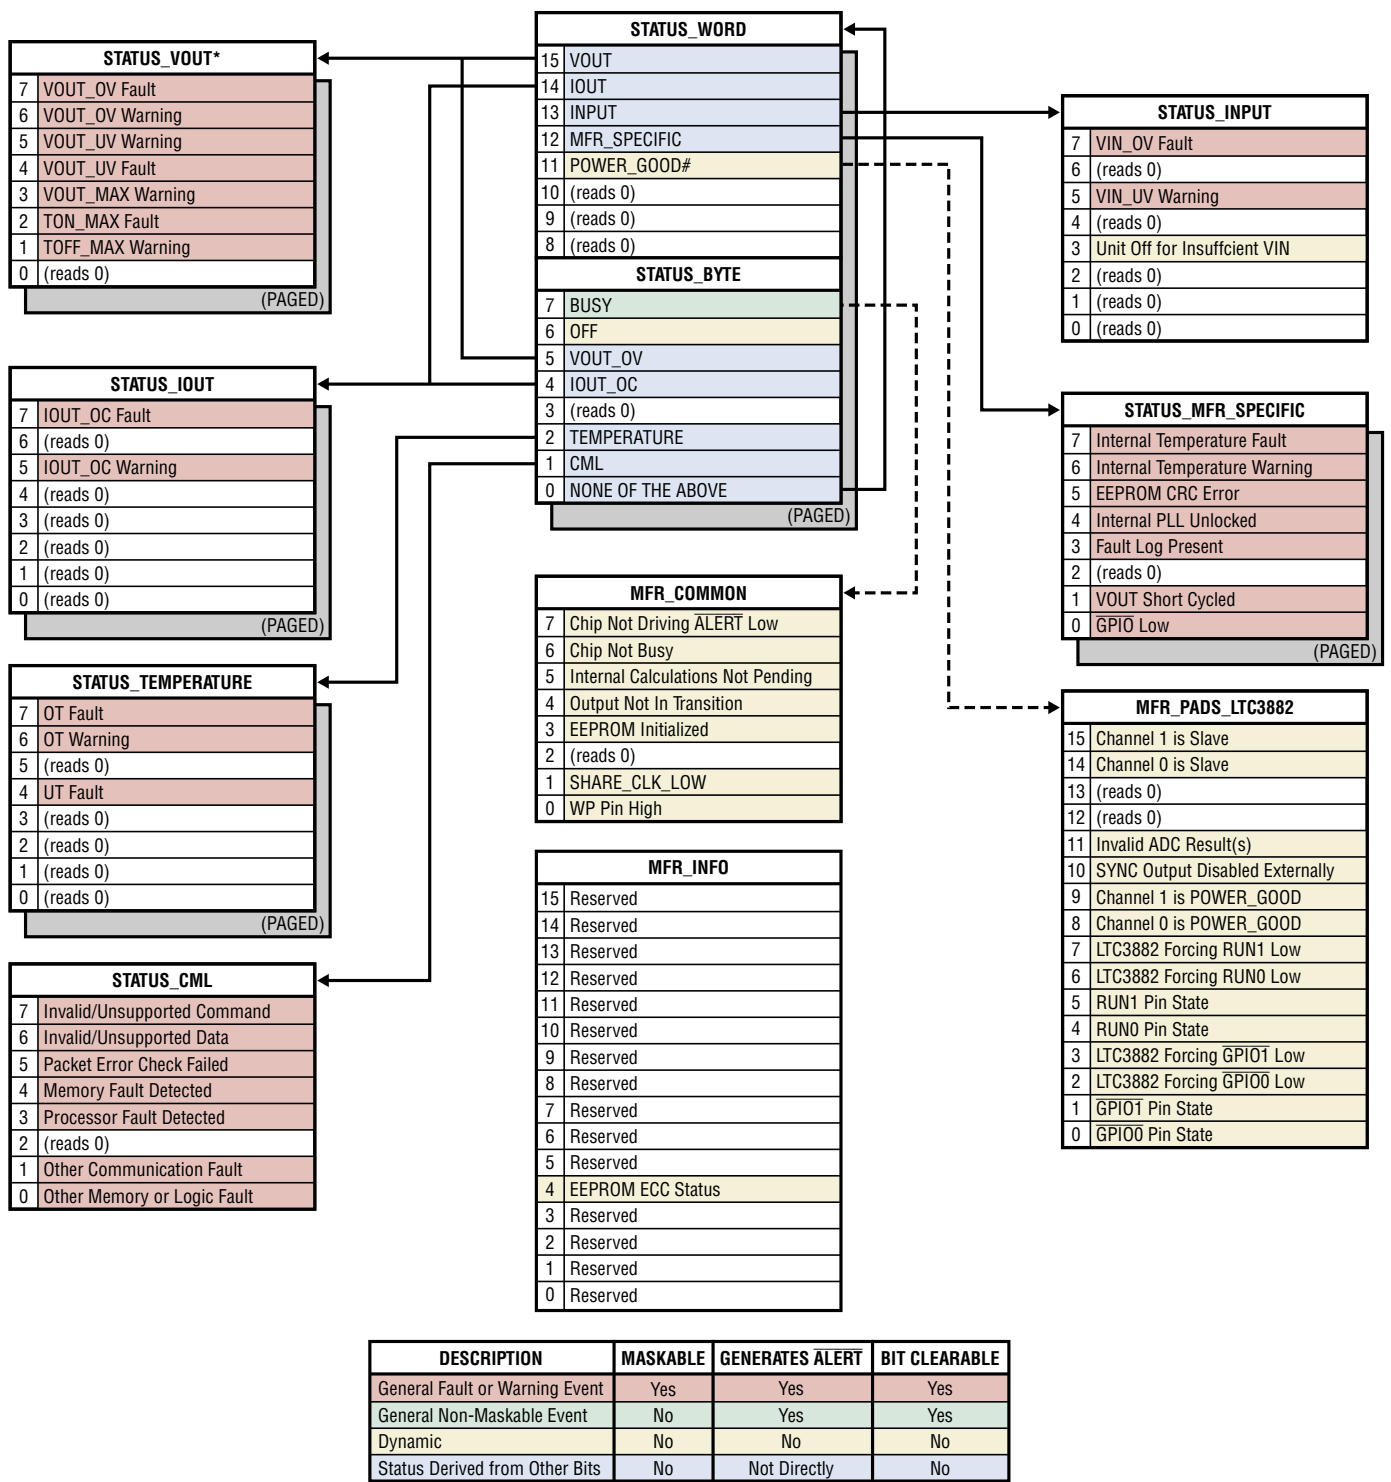 STATUS_WORD
15 VOUT
14 IOUT
13 INPUT
12 MFR_SPECIFIC
11 POWER_GOOD#
10 (reads 0)
9 (reads 0)
8 (reads 0)
STATUS_BYTE
7 BUSY
6 OFF
5 VOUT_OV
4 IOUT_OC
3 (reads 0)
2 TEMPERATURE
1 CML
0 NONE OF THE ABOVE
(PAGED)
STATUS_VOUT*
7 VOUT_OV Fault
6 VOUT_OV Warning
5 VOUT_UV Warning
4 VOUT_UV Fault
3 VOUT_MAX Warning
2 TON_MAX Fault
1 TOFF_MAX Warning
0 (reads 0)
(PAGED)
STATUS_IOUT
7 IOUT_OC Fault
6 (reads 0)
5 IOUT_OC Warning
4 (reads 0)
3 (reads 0)
2 (reads 0)
1 (reads 0)
0 (reads 0)
(PAGED)
STATUS_TEMPERATURE
7 OT Fault
6 OT Warning
5 (reads 0)
4 UT Fault
3 (reads 0)
2 (reads 0)
1 (reads 0)
0 (reads 0)
(PAGED)
STATUS_CML
7 Invalid/Unsupported Command
6 Invalid/Unsupported Data
5 Packet Error Check Failed
4 Memory Fault Detected
3 Processor Fault Detected
2 (reads 0)
1 Other Communication Fault
0 Other Memory or Logic Fault
MFR_COMMON
7 Chip Not Driving ALERT Low
6 Chip Not Busy
5 Internal Calculations Not Pending
4 Output Not In Transition
3 EEPROM Initialized
2 (reads 0)
1 SHARE_CLK_LOW
0 WP Pin High
MFR_INFO
15 Reserved
14 Reserved
13 Reserved
12 Reserved
11 Reserved
10 Reserved
9 Reserved
8 Reserved
7 Reserved
6 Reserved
5 Reserved
4 EEPROM ECC Status
3 Reserved
2 Reserved
1 Reserved
0 Reserved
STATUS_INPUT
7 VIN_OV Fault
6 (reads 0)
5 VIN_UV Warning
4 (reads 0)
3 Unit Off for Insuffcient VIN
2 (reads 0)
1 (reads 0)
0 (reads 0)
STATUS_MFR_SPECIFIC
7 Internal Temperature Fault
6 Internal Temperature Warning
5 EEPROM CRC Error
4 Internal PLL Unlocked
3 Fault Log Present
2 (reads 0)
1 VOUT Short Cycled
0 GPIO Low
(PAGED)
MFR_PADS_LTC3882
15 Channel 1 is Slave
14 Channel 0 is Slave
13 (reads 0)
12 (reads 0)
11 Invalid ADC Result(s)
10 SYNC Output Disabled Externally
9 Channel 1 is POWER_GOOD
8 Channel 0 is POWER_GOOD
7 LTC3882 Forcing RUN1 Low
6 LTC3882 Forcing RUN0 Low
5 RUN1 Pin State
4 RUN0 Pin State
3 LTC3882 Forcing GPIO1 Low
2 LTC3882 Forcing GPIO0 Low
1 GPIO1 Pin State
0 GPIO0 Pin State
DESCRIPTION MASKABLE GENERATES ALERT BIT CLEARABLE
General Fault or Warning Event Yes Yes Yes
General Non-Maskable Event No Yes Yes
Dynamic No No No
Status Derived from Other Bits No Not Directly No